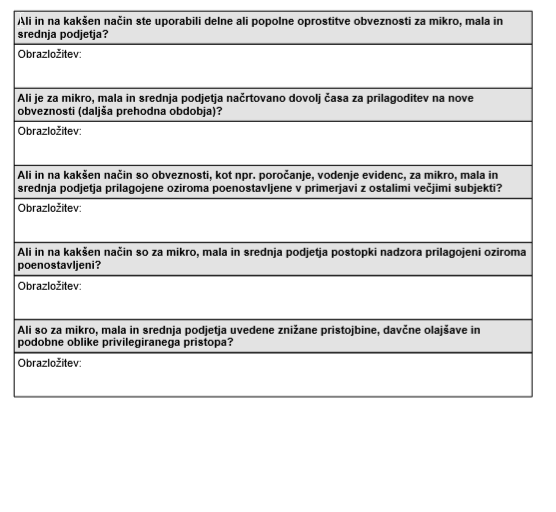 Ali in na kakšen način ste uporabili delne ali popolne oprostitve obveznosti za mikro, mala in
srednja podjetja?
Obrazložitev:
Ali je za mikro, mala in srednja podjetja načrtovano dovolj časa za prilagoditev na nove
obveznosti (daljša prehodna obdobja)?
Obrazložitev:
Ali in na kakšen način so obveznosti, kot npr. poročanje, vodenje evidenc, za mikro, mala in
srednja podjetja prilagojene oziroma poenostavljene v primerjavi z ostalimi večjimi subjekti?
Obrazložitev:
Ali in na kakšen način so za mikro, mala in srednja podjetja postopki nadzora prilagojeni oziroma
poenostavljeni?
Obrazložitev:
Ali so za mikro, mala in srednja podjetja uvedene znižane pristojbine, davčne olajšave in
podobne oblike privilegiranega pristopa?
Obrazložitev: